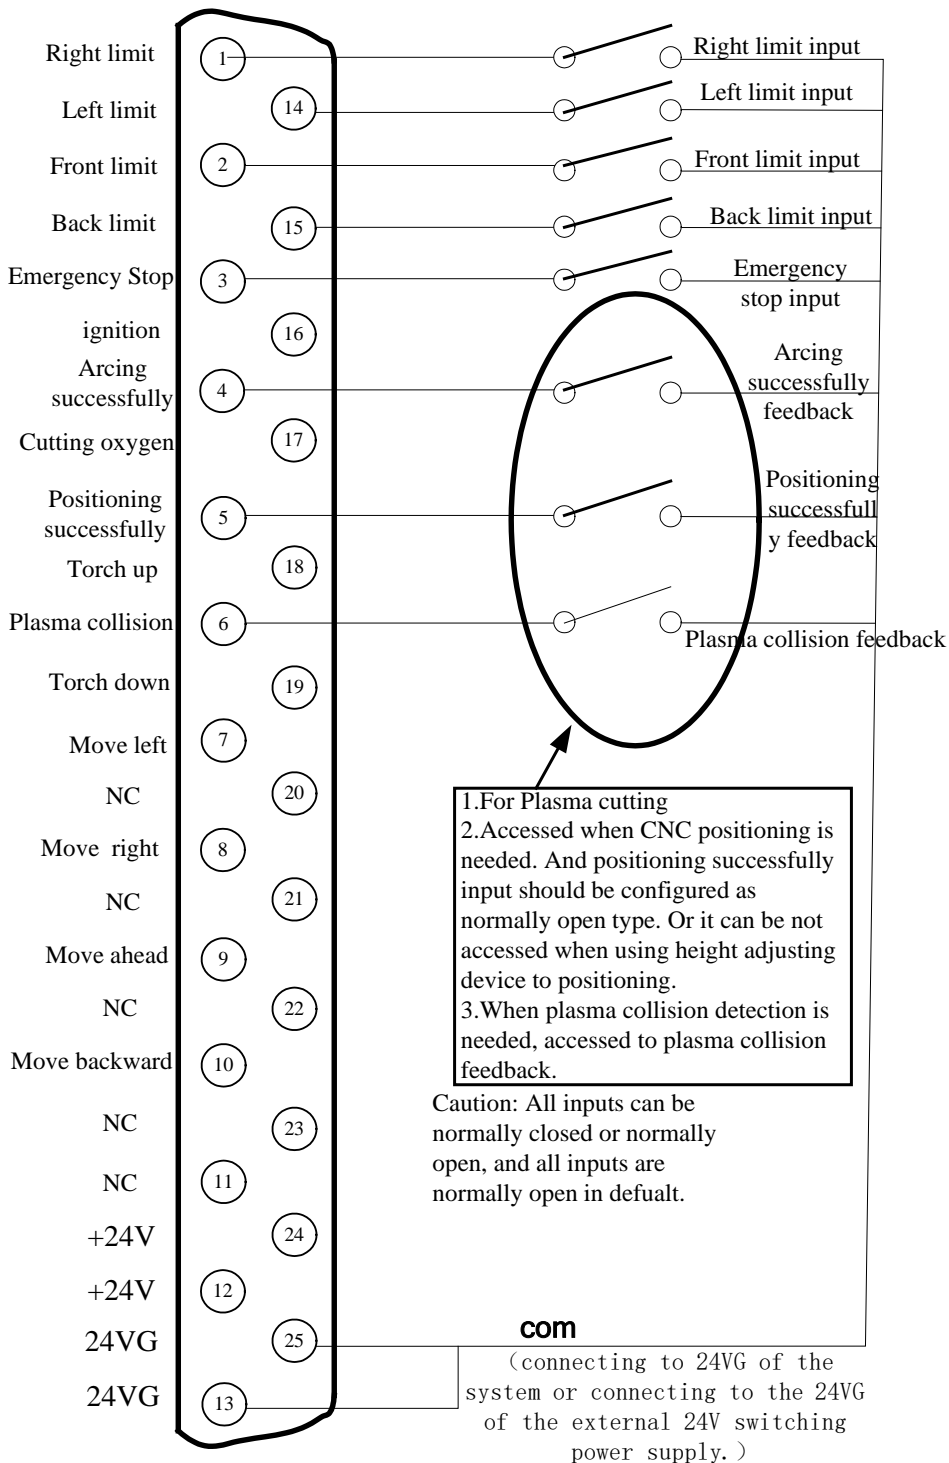 Right limit
1
Right limit input
Left limit
14
Left limit input
Front limit
2
Front limit input
Back limit
15
Back limit input
Emergency Stop
3
Emergency
stop input
ignition
16
Arcing
successfully
4
Arcing
successfully
feedback
Cutting oxygen
17
Positioning
successfully
5
Positioning
successfull
y feedback
Torch up
18
Plasma collision
6
Plasma collision feedback
Torch down
19
Move left
7
NC
20
Move right
8
NC
21
Move ahead
9
NC
22
Move backward
10
NC
23
NC
11
+24V
24
+24V
12
24VG
25
24VG
13
1.For Plasma cutting
2.Accessed when CNC positioning is
needed. And positioning successfully
input should be configured as
normally open type. Or it can be not
accessed when using height adjusting
device to positioning.
3.When plasma collision detection is
needed, accessed to plasma collision
feedback.
Caution: All inputs can be
normally closed or normally
open, and all inputs are
normally open in defualt.
com
（connecting to 24VG of the
system or connecting to the 24VG
of the external 24V switching
power supply.）